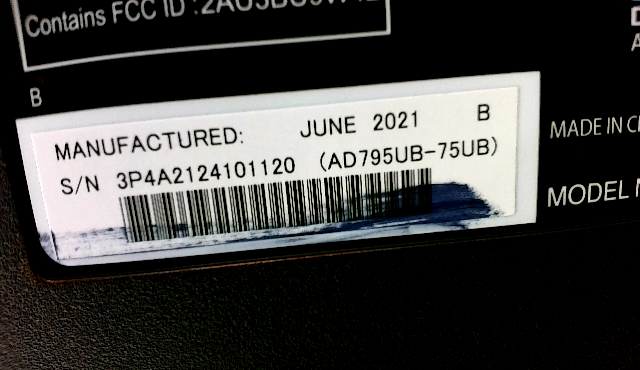 Contains FCC ID :
B
MANUFACTURED: JUNE 2021 B
S/N 3P4A2124101120 (AD795UB-75UB)
MADE IN
MODEL